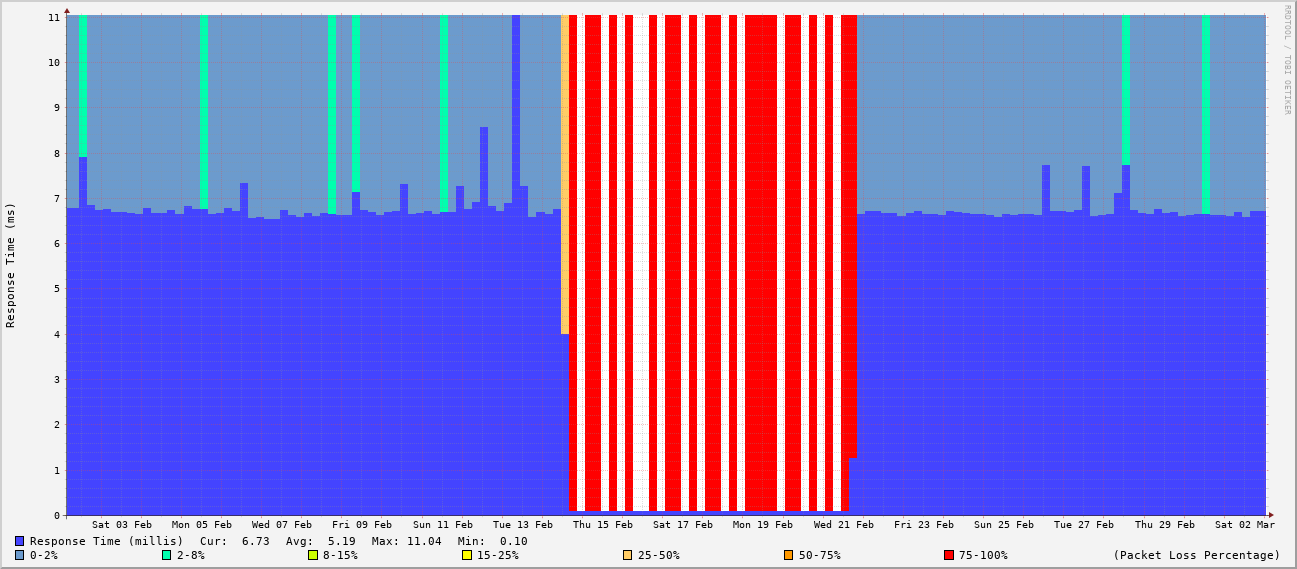 11
10
9
8
7
6
5
4
3
2
1
0
Response Time (ms)
RRDTOOL / TOBI OETIKER
Sat 03 Feb Mon 05 Feb Wed 07 Feb Fri 09 Feb Sun 11 Feb Tue 13 Feb Thu 15 Feb Sat 17 Feb Mon 19 Feb Wed 21 Feb Fri 23 Feb Sun 25 Feb Tue 27 Feb Thu 29 Feb Sat 02 Mar
Response Time (millis) Cur: 6.73 Avg: 5.19 Max: 11.04 Min: 0.10
0-2% 2-8% 8-15% 15-25% 25-50% 50-75% 75-100% (Packet Loss Percentage)